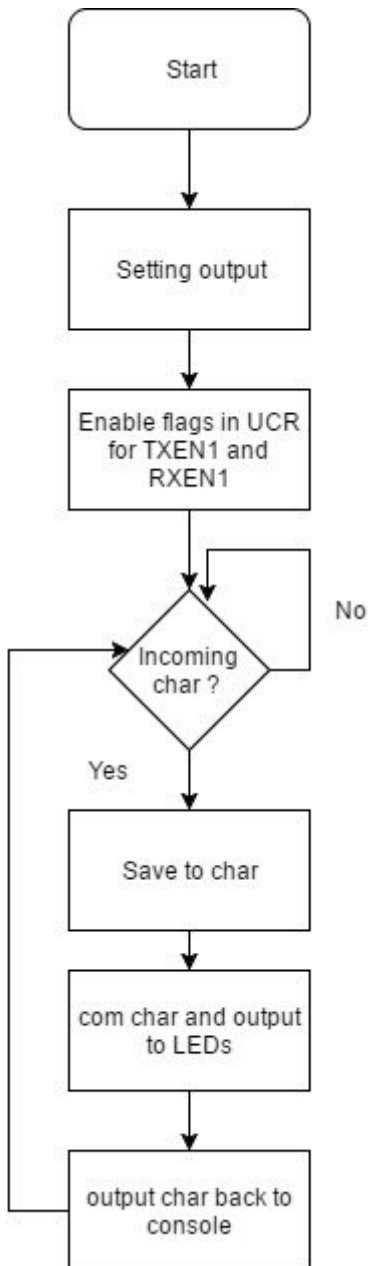 Start
Setting output
Enable flags in UCR
for TXEN1 and
RXEN1
Incoming
char ?
No
Yes
Save to char
com char and output
to LEDs
output char back to
console